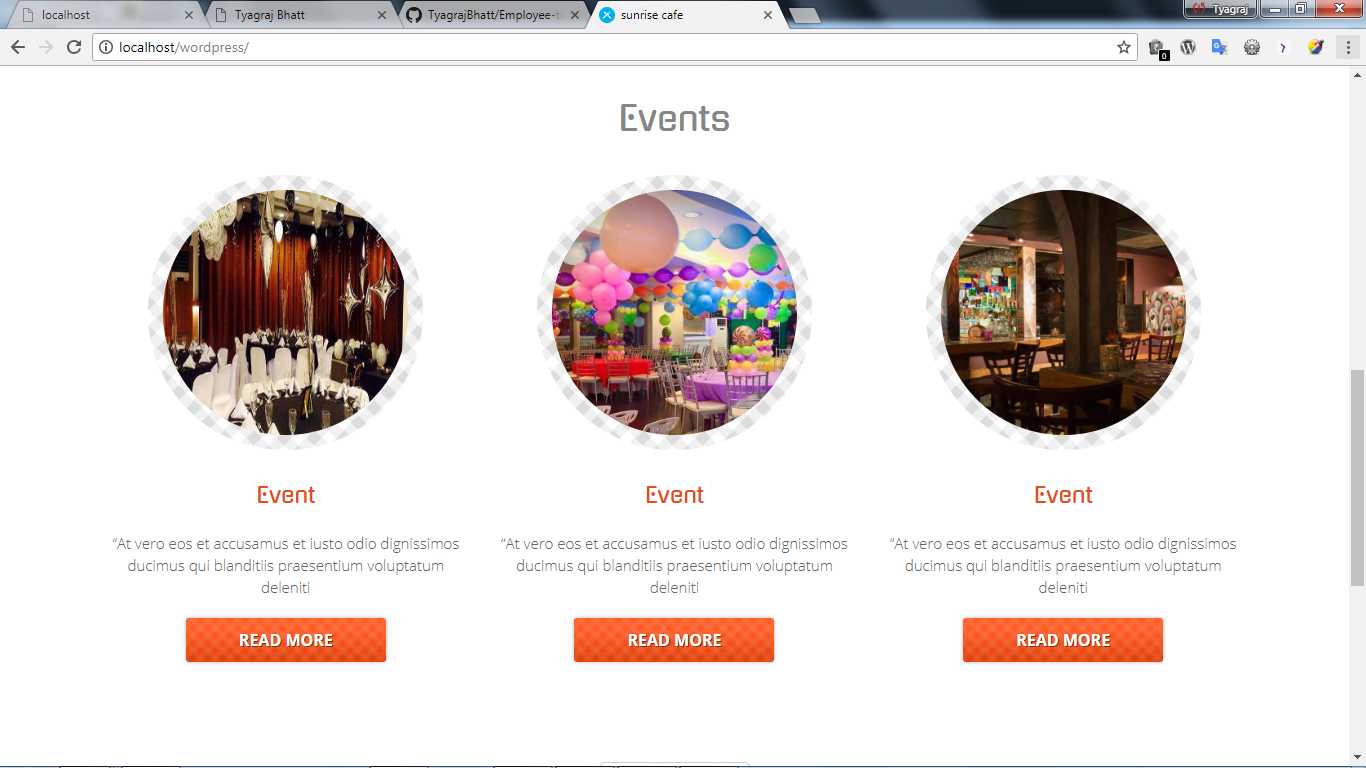 localhost
Tyagraj Bhatt
TyagrajBhatt/Employee-t
sunrise cafe
Tyagraj
localhost/wordpress/
0
Events
Event
“At vero eos et accusamus et iusto odio dignissimos
ducimus qui blanditiis praesentium voluptatum
deleniti
READ MORE
Event
“At vero eos et accusamus et iusto odio dignissimos
ducimus qui blanditiis praesentium voluptatum
deleniti
READ MORE
Event
“At vero eos et accusamus et iusto odio dignissimos
ducimus qui blanditiis praesentium voluptatum
deleniti
READ MORE